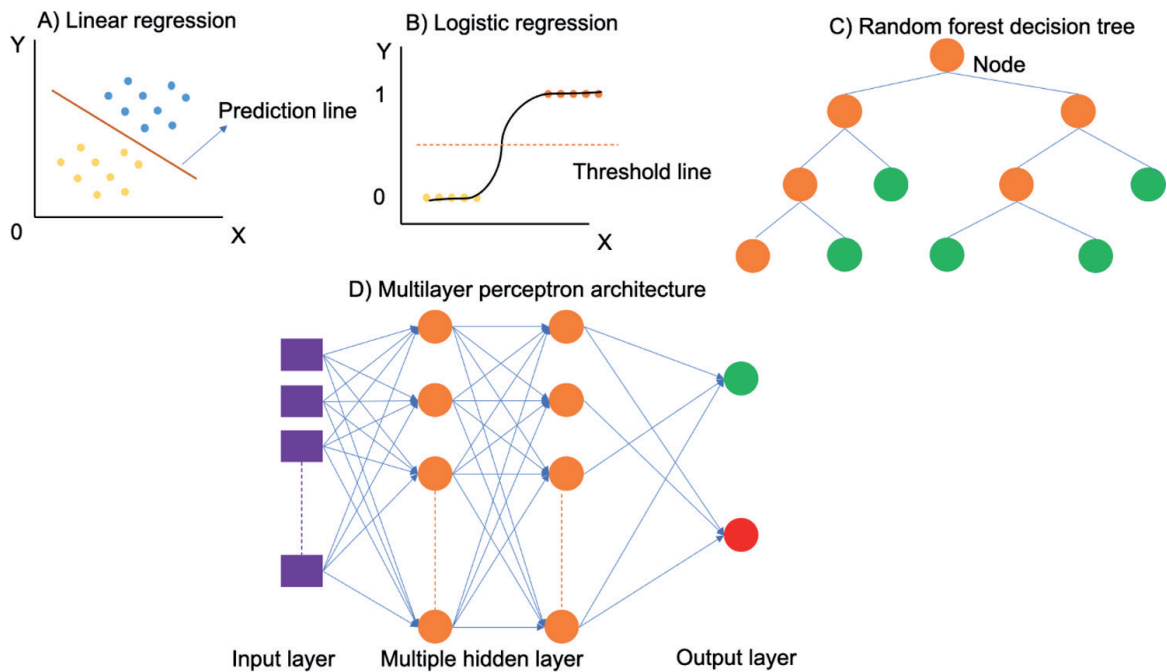 A) Linear regression
Y
Prediction line
0
X
B) Logistic regression
Y
1
Threshold line
0
X
C) Random forest decision tree
Node
D) Multilayer perceptron architecture
Input layer
Multiple hidden layer
Output layer